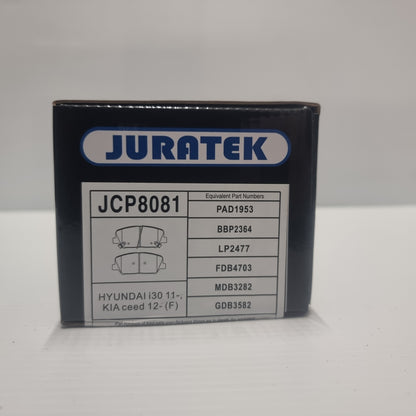 JURATEK
JCP8081
Equivalent Part Numbers
PAD1953
BBP2364
LP2477
FDB4703
MDB3282
GDB3582
HYUNDAI i30 11-,
KIA ceed 12- (F)